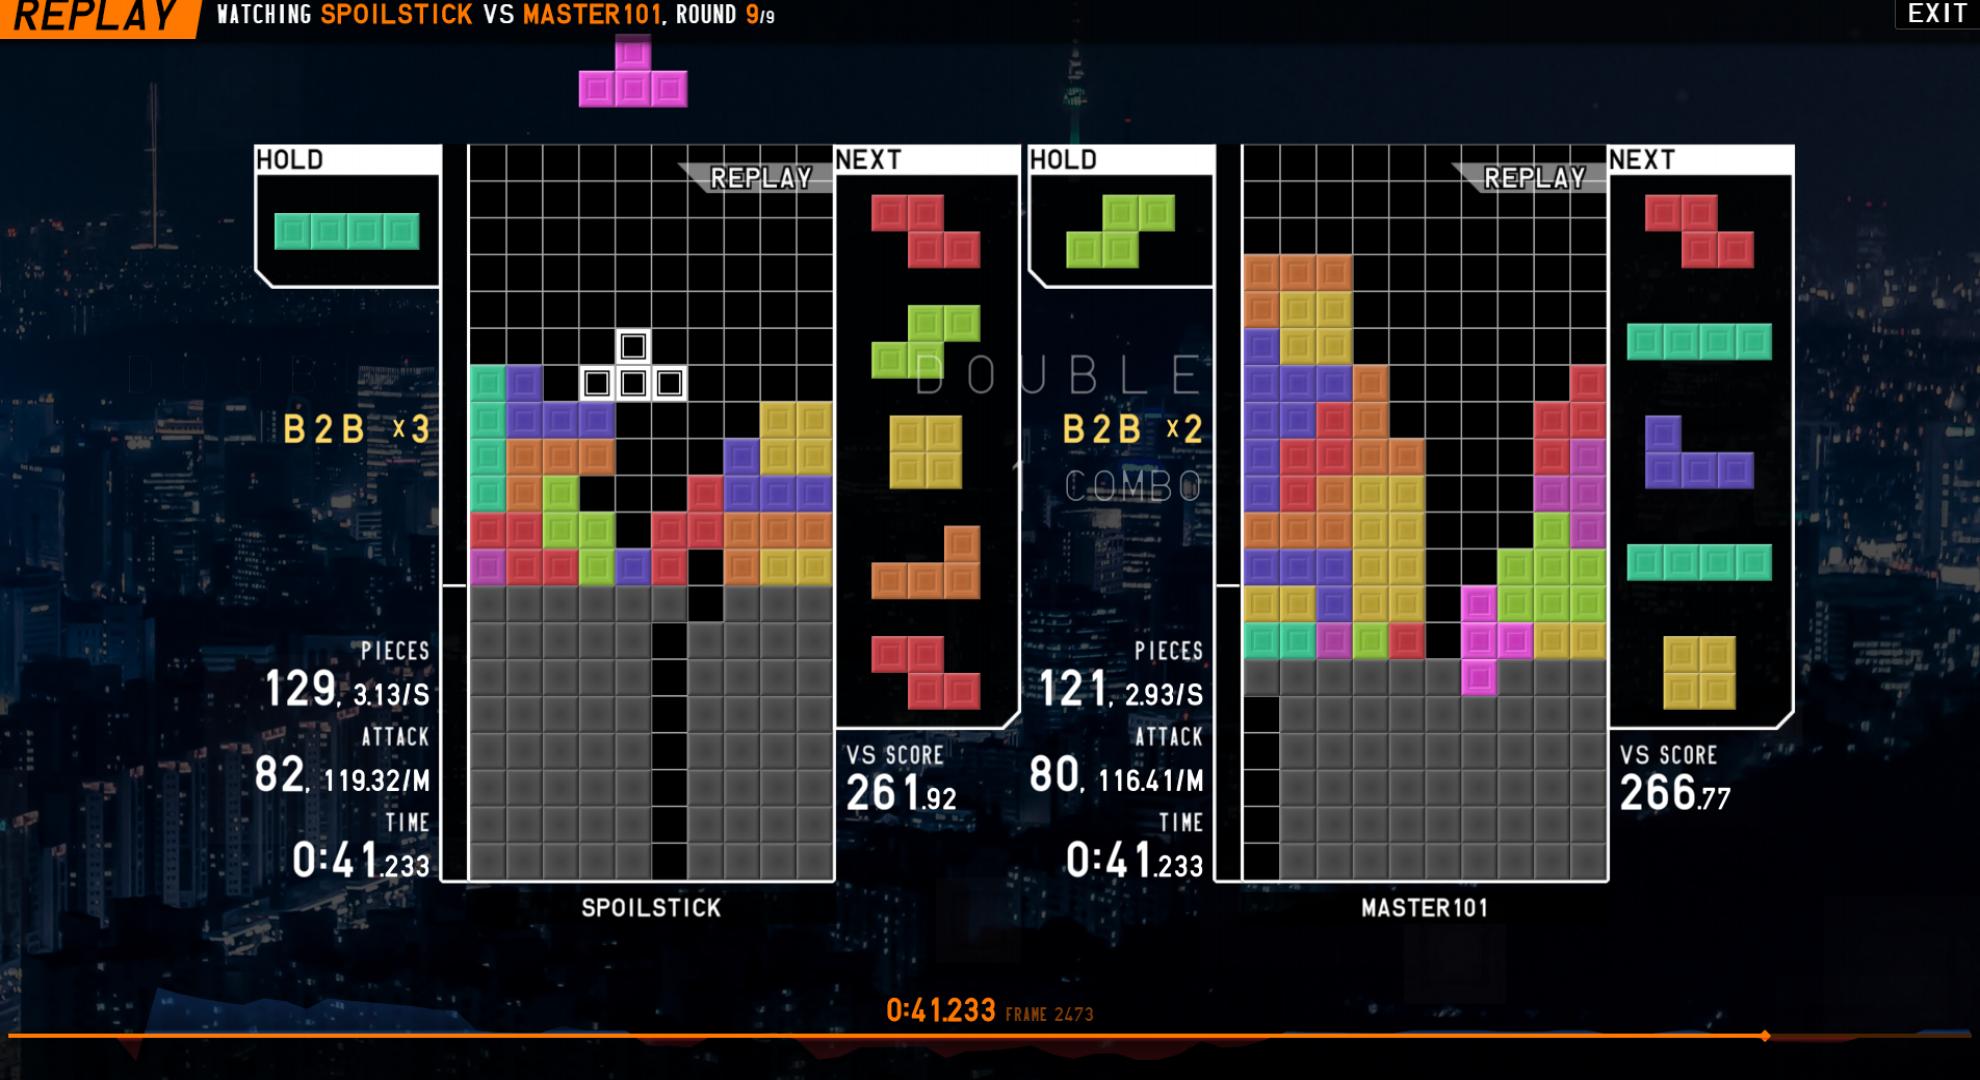 REPLAY WATCHING SPOILSTICK VS MASTER101, ROUND 9/9 EXIT
HOLD
REPLAY
NEXT
B2B ×3
PIECES
129, 3.13/S
ATTACK
82, 119.32/M
TIME
0:41.233
VS SCORE
261.92
SPOILSTICK
HOLD
REPLAY
NEXT
DOUBLE
B2B ×2
1
COMBO
PIECES
121, 2.93/S
ATTACK
80, 116.41/M
TIME
0:41.233
VS SCORE
266.77
MASTER101
0:41.233 FRAME 2473